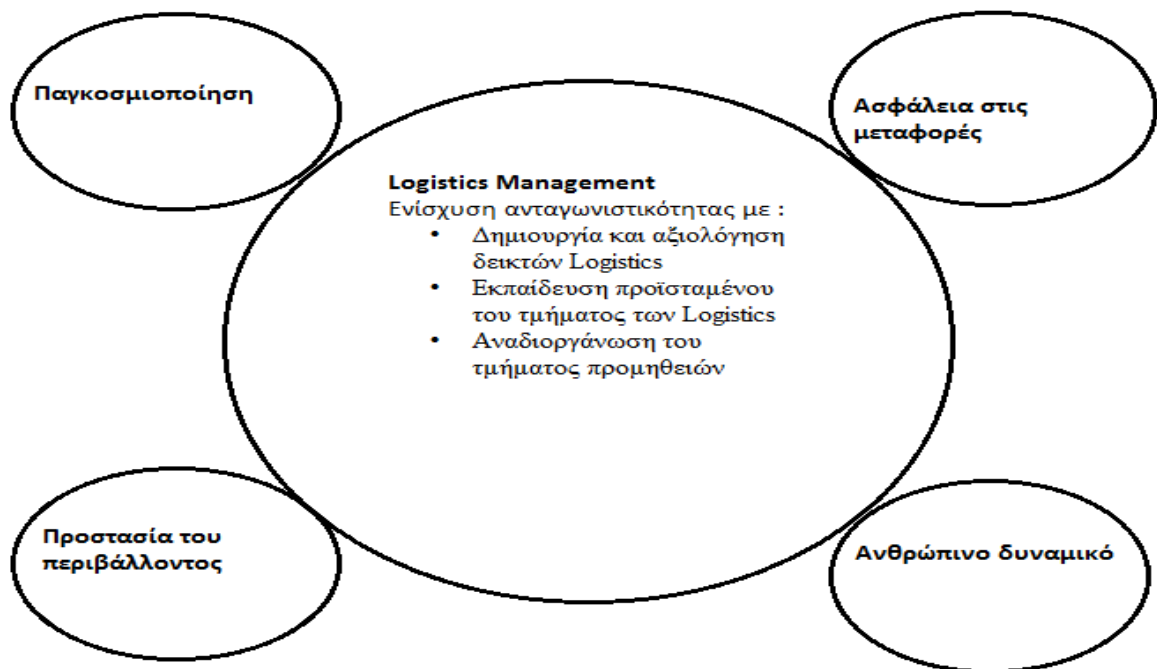 Παγκοσμιοποίηση
Ασφάλεια στις
μεταφορές
Logistics Management
Ενίσχυση ανταγωνιστικότητας με :
• Δημιουργία και αξιολόγηση
δεικτών Logistics
• Εκπαίδευση προϊσταμένου
του τμήματος των Logistics
• Αναδιοργάνωση του
τμήματος προμηθειών
Προστασία του
περιβάλλοντος
Ανθρώπινο δυναμικό